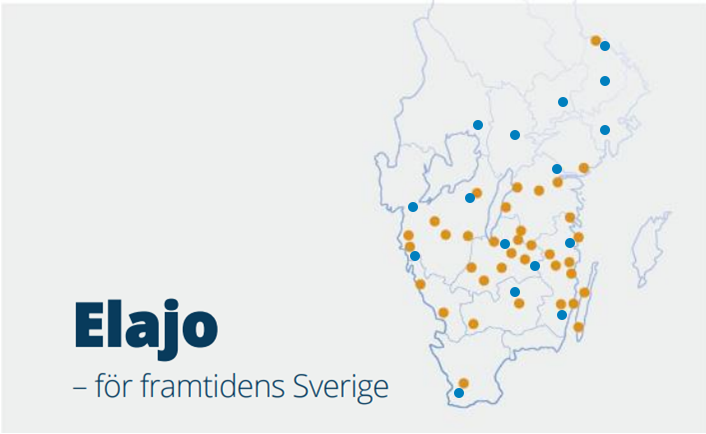 Elajo
– för framtidens Sverige